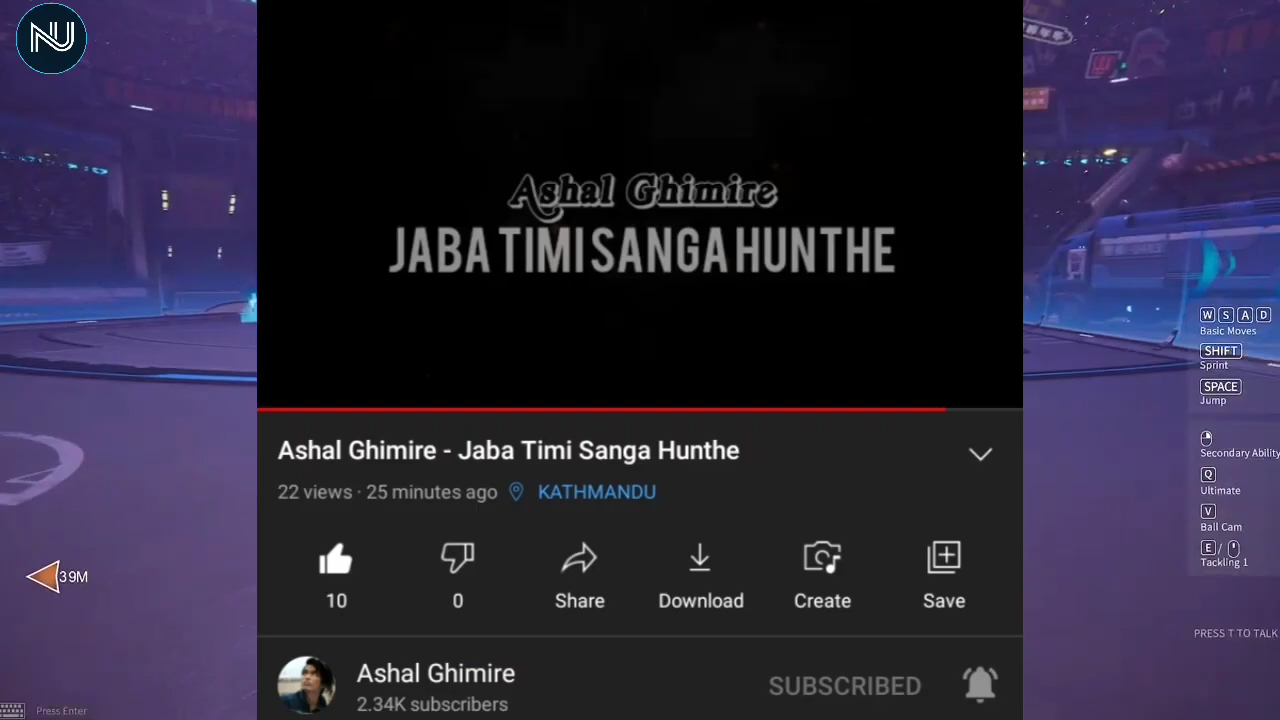 NU
Ashal Ghimire
JABA TIMI SANGA HUNTHE
Ashal Ghimire - Jaba Timi Sanga Hunthe
22 views · 25 minutes ago KATHMANDU
10
0
Share
Download
Create
Save
Ashal Ghimire
2.34K subscribers
SUBSCRIBED
W S A D
Basic Moves
SHIFT
Sprint
SPACE
Jump
Secondary Ability
Q
Ultimate
V
Ball Cam
E /
Tackling 1
PRESS T TO TALK
39M
Press Enter